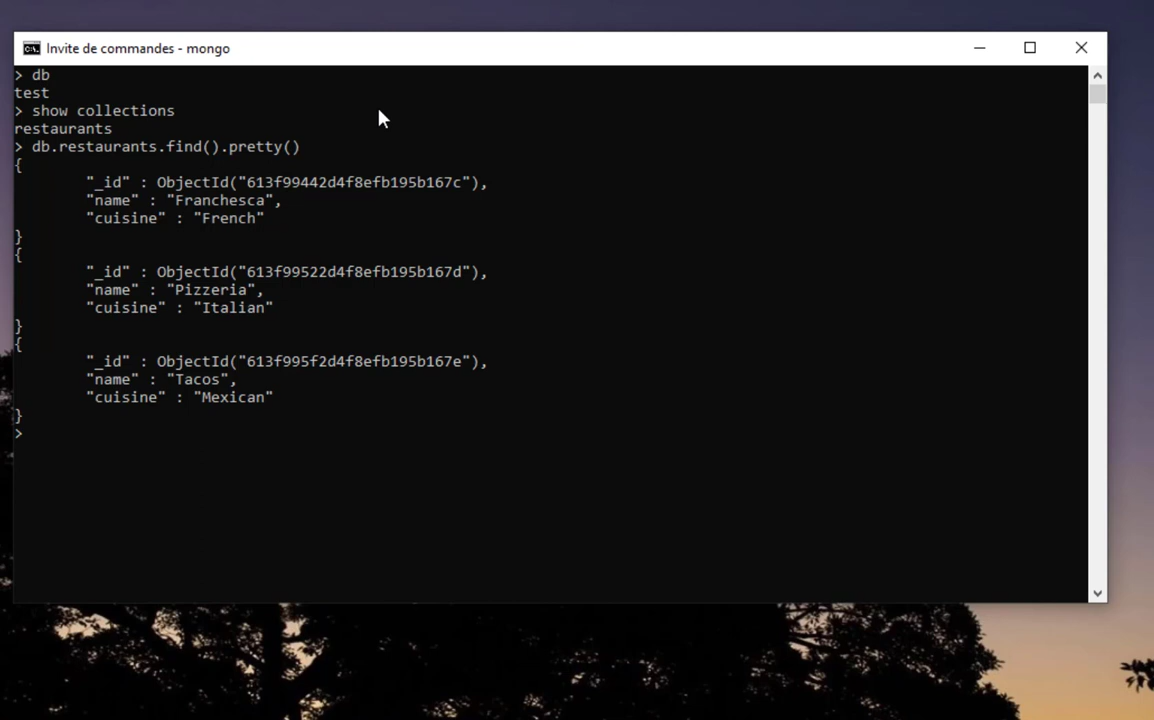 Invite de commandes - mongo
> db
test
> show collections
restaurants
> db.restaurants.find().pretty()
{
        "_id" : ObjectId("613f99442d4f8efb195b167c"),
        "name" : "Franchesca",
        "cuisine" : "French"
}
{
        "_id" : ObjectId("613f99522d4f8efb195b167d"),
        "name" : "Pizzeria",
        "cuisine" : "Italian"
}
{
        "_id" : ObjectId("613f995f2d4f8efb195b167e"),
        "name" : "Tacos",
        "cuisine" : "Mexican"
}
>